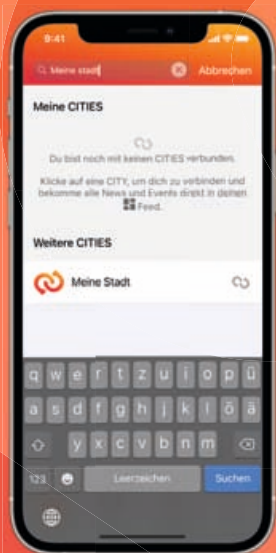 9:41
Meine stadt
Abbrechen
Meine CITIES
Du bist noch mit keinen CITIES verbunden.
Klicke auf eine CITY, um dich zu verbinden und
bekomme alle News und Events direkt in deinen
Feed.
Weitere CITIES
Meine Stadt
q w e r t z u i o p ü
a s d f g h j k l ö ä
y x c v b n m
123 Leerzeichen Suchen